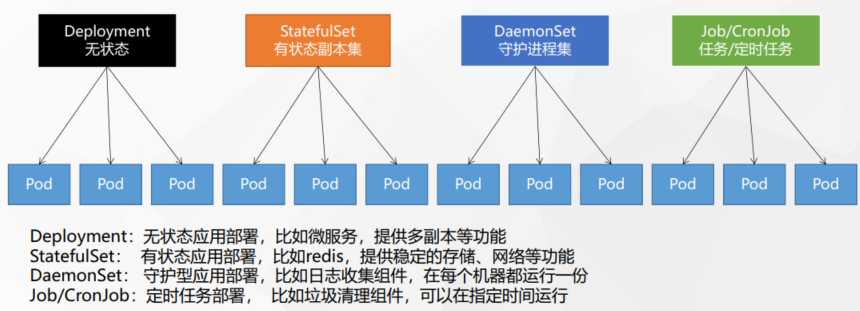 Deployment
无状态
StatefulSet
有状态副本集
DaemonSet
守护进程集
Job/CronJob
任务/定时任务
Pod
Pod
Pod
Pod
Pod
Pod
Pod
Pod
Pod
Pod
Pod
Pod
Deployment：无状态应用部署，比如微服务，提供多副本等功能
StatefulSet： 有状态应用部署，比如redis，提供稳定的存储、网络等功能
DaemonSet： 守护型应用部署，比如日志收集组件，在每个机器都运行一份
Job/CronJob：定时任务部署， 比如垃圾清理组件，可以在指定时间运行